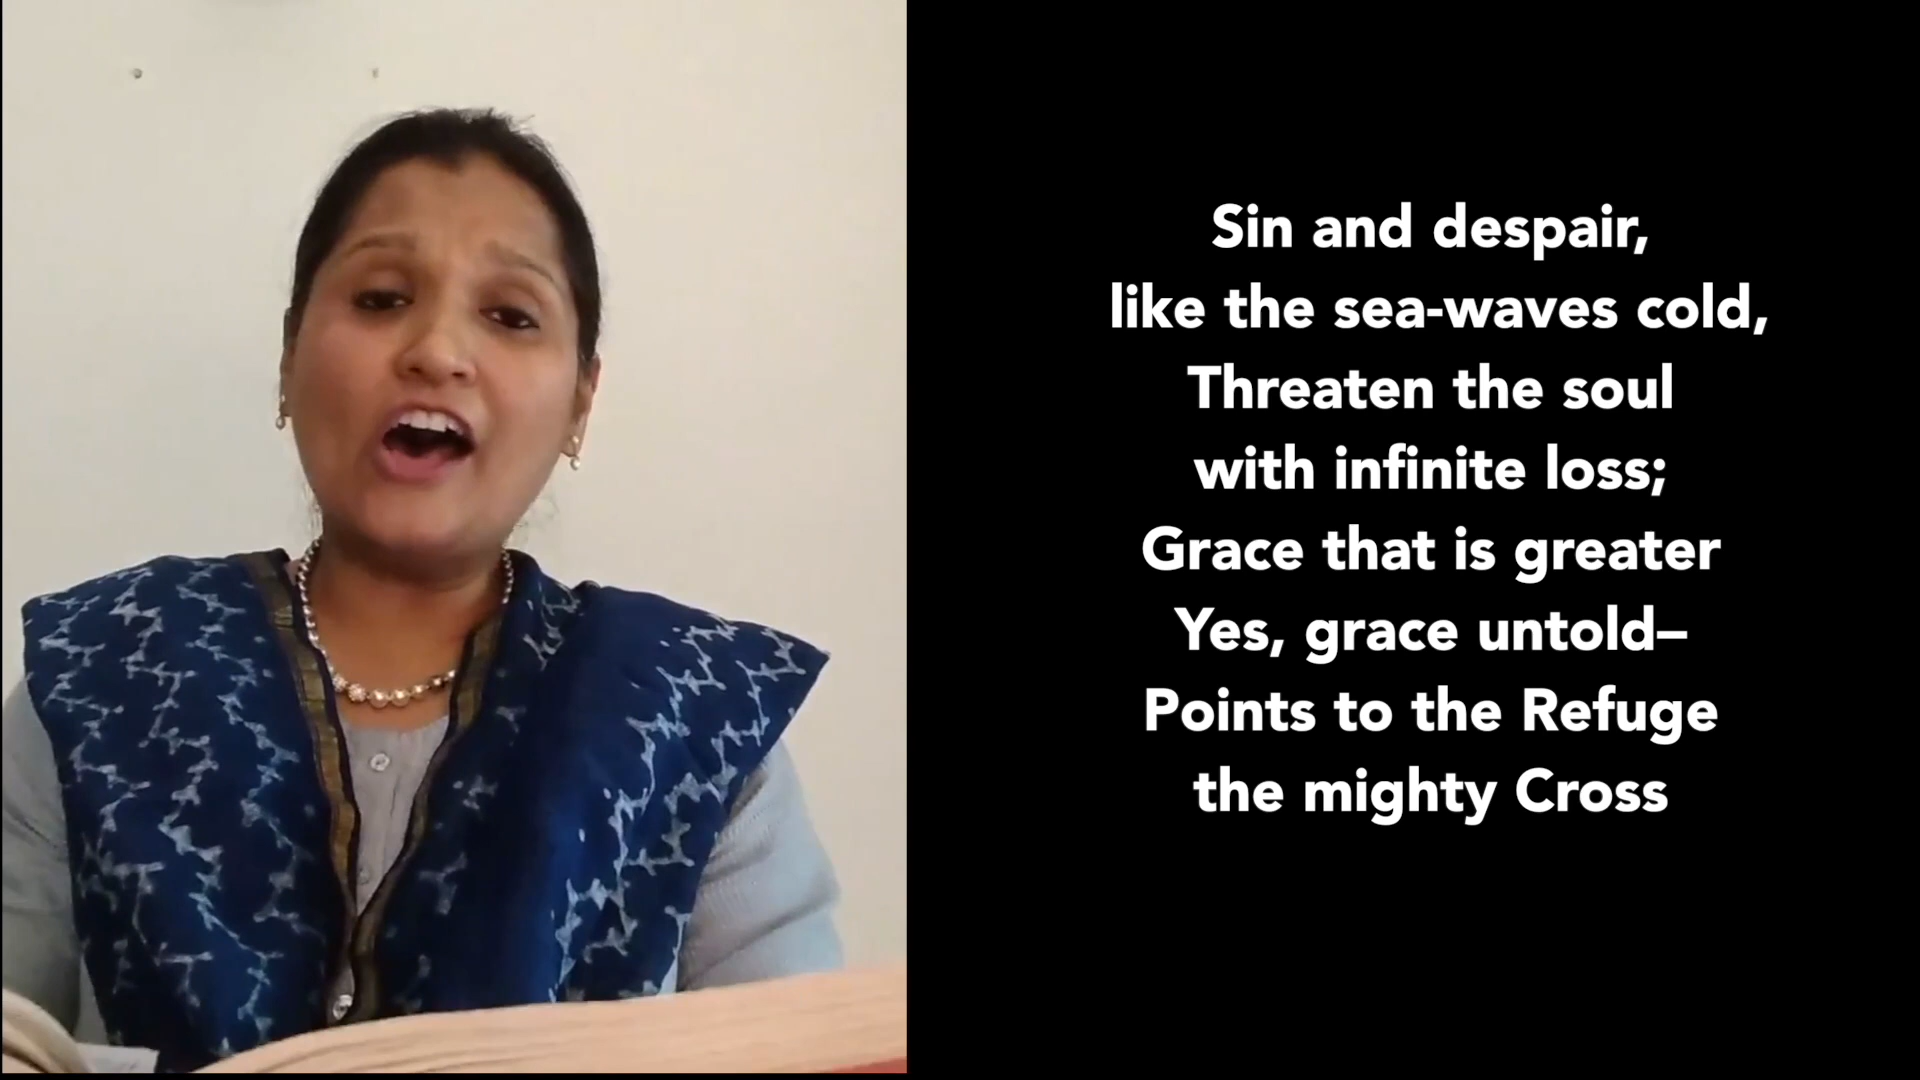 Sin and despair,
like the sea-waves cold,
Threaten the soul
with infinite loss;
Grace that is greater
Yes, grace untold–
Points to the Refuge
the mighty Cross